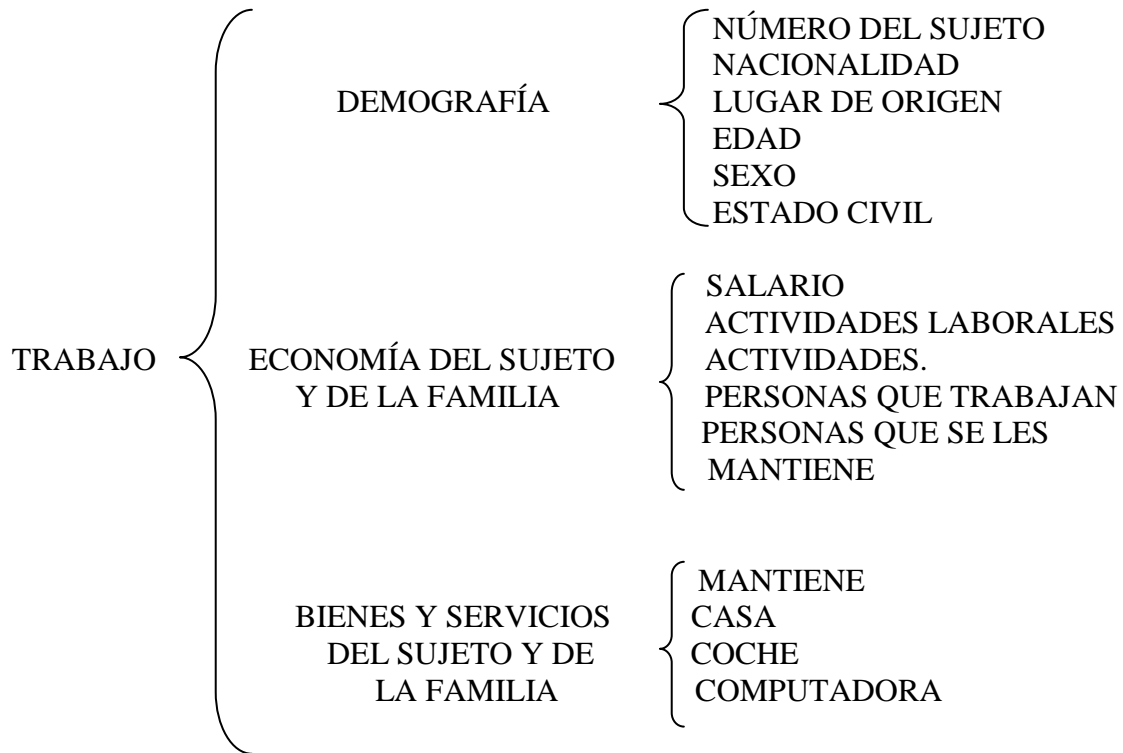 NÚMERO DEL SUJETO
NACIONALIDAD
DEMOGRAFÍA
LUGAR DE ORIGEN
EDAD
SEXO
ESTADO CIVIL
SALARIO
ACTIVIDADES LABORALES
TRABAJO
ECONOMÍA DEL SUJETO
Y DE LA FAMILIA
ACTIVIDADES.
PERSONAS QUE TRABAJAN
PERSONAS QUE SE LES
MANTIENE
BIENES Y SERVICIOS
DEL SUJETO Y DE
LA FAMILIA
MANTIENE
CASA
COCHE
COMPUTADORA